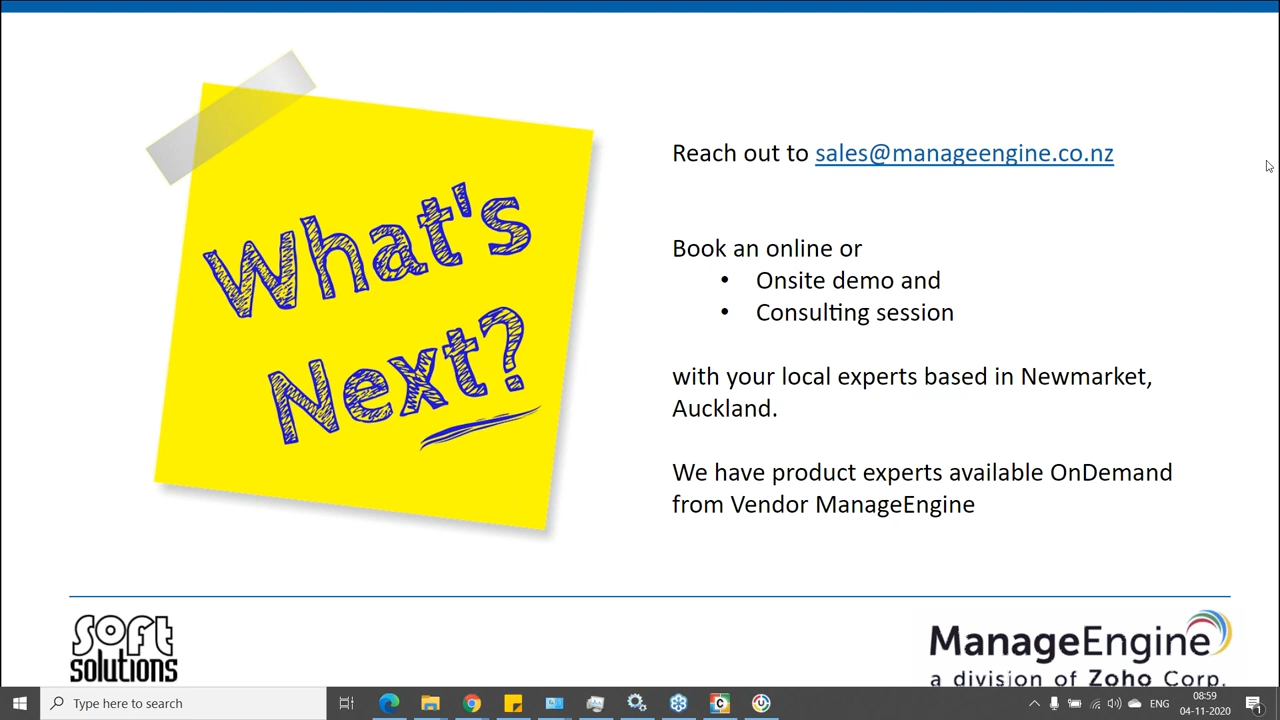 What's
Next?
Reach out to sales@manageengine.co.nz
Book an online or
• Onsite demo and
• Consulting session
with your local experts based in Newmarket,
Auckland.
We have product experts available OnDemand
from Vendor ManageEngine
soft
solutions
ManageEngine
a division of Zoho Corp.
Type here to search
C
ENG
08:59
04-11-2020
1